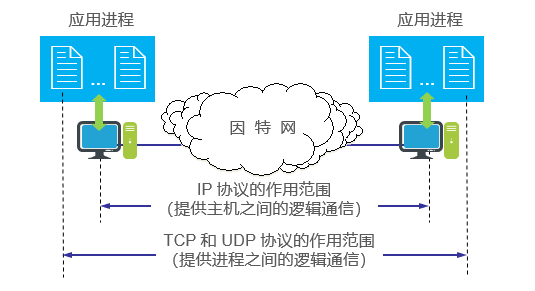 应用进程
应用进程
...
...
因 特 网
IP 协议的作用范围
(提供主机之间的逻辑通信)
TCP 和 UDP 协议的作用范围
(提供进程之间的逻辑通信)